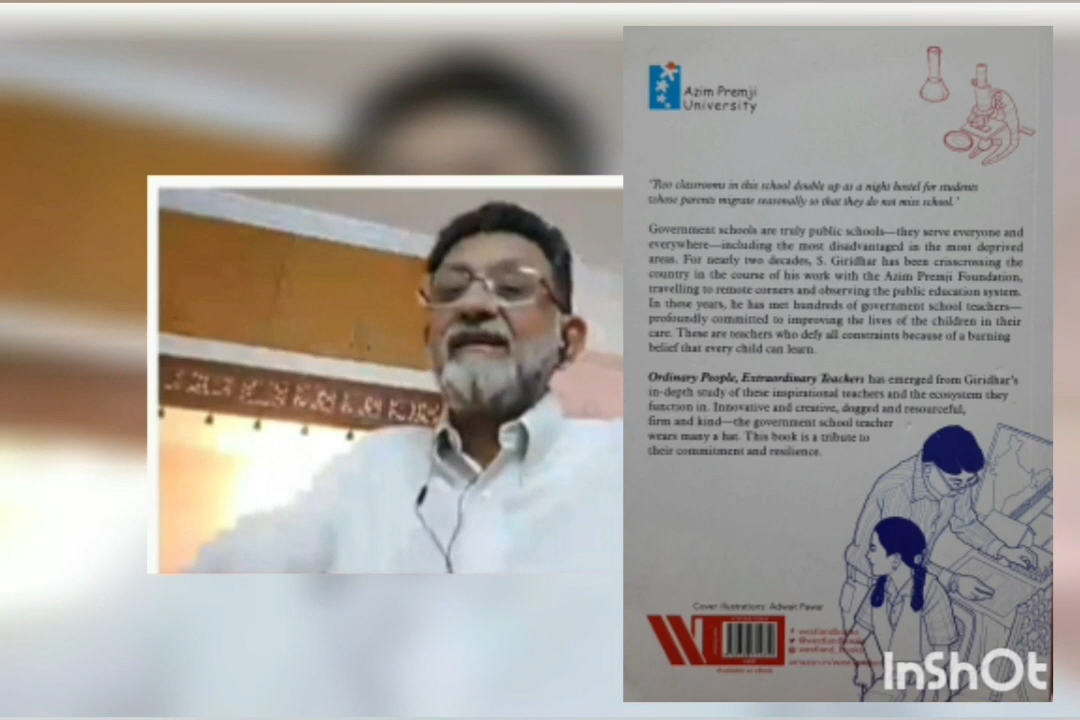 Azim Premji
University
'Two classrooms in this school double up as a night hostel for students
whose parents migrate seasonally so that they do not miss school.'
Government schools are truly public schools—they serve everyone and
everywhere—including the most disadvantaged in the most deprived
areas. For nearly two decades, S. Giridhar has been crisscrossing the
country in the course of his work with the Azim Premji Foundation,
travelling to remote corners and observing the public education system.
In these years, he has met hundreds of government school teachers—
profoundly committed to improving the lives of the children in their
care. These are teachers who defy all constraints because of a burning
belief that every child can learn.
Ordinary People, Extraordinary Teachers has emerged from Giridhar's
in-depth study of these inspirational teachers and the ecosystem they
function in. Innovative and creative, dogged and resourceful,
firm and kind—the government school teacher
wears many a hat. This book is a tribute to
their commitment and resilience.
Cover illustrations: Adwait Pawar
W
InShOt